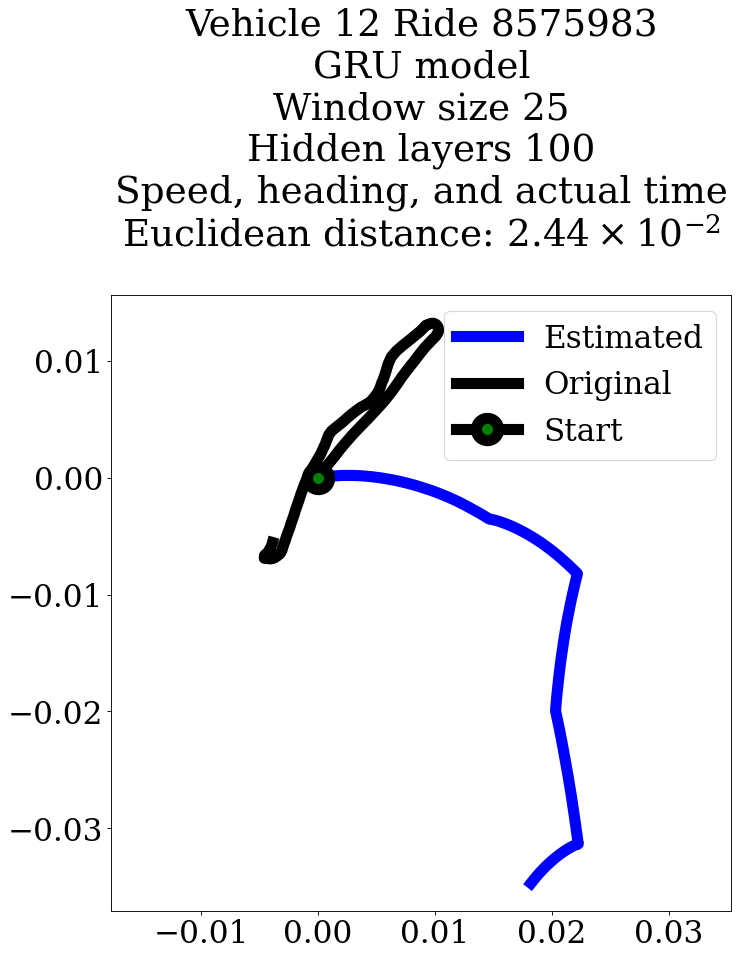 Vehicle 12 Ride 8575983
GRU model
Window size 25
Hidden layers 100
Speed, heading, and actual time
Euclidean distance: 2.44 × 10⁻²
Estimated
Original
Start
0.01
0.00
−0.01
−0.02
−0.03
−0.01 0.00 0.01 0.02 0.03